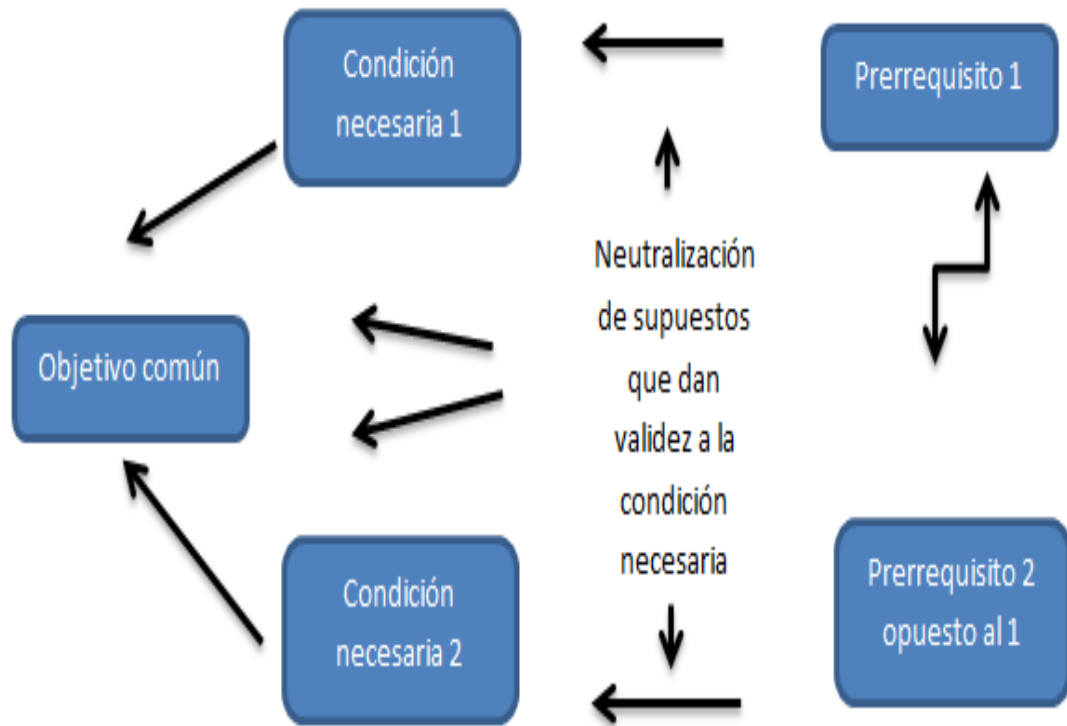 Condición
necesaria 1
Prerrequisito 1
Neutralización
de supuestos
que dan
validez a la
condición
necesaria
Objetivo común
Condición
necesaria 2
Prerrequisito 2
opuesto al 1